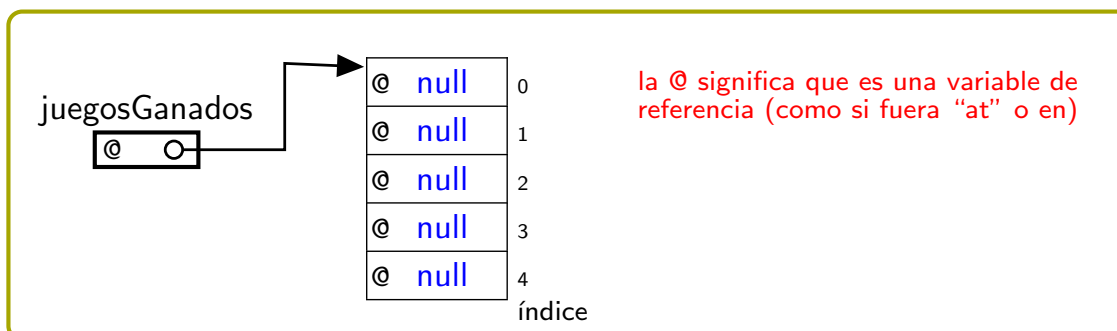 juegosGanados
@
@ null 0
@ null 1
@ null 2
@ null 3
@ null 4
índice
la @ significa que es una variable de
referencia (como si fuera “at” o en)